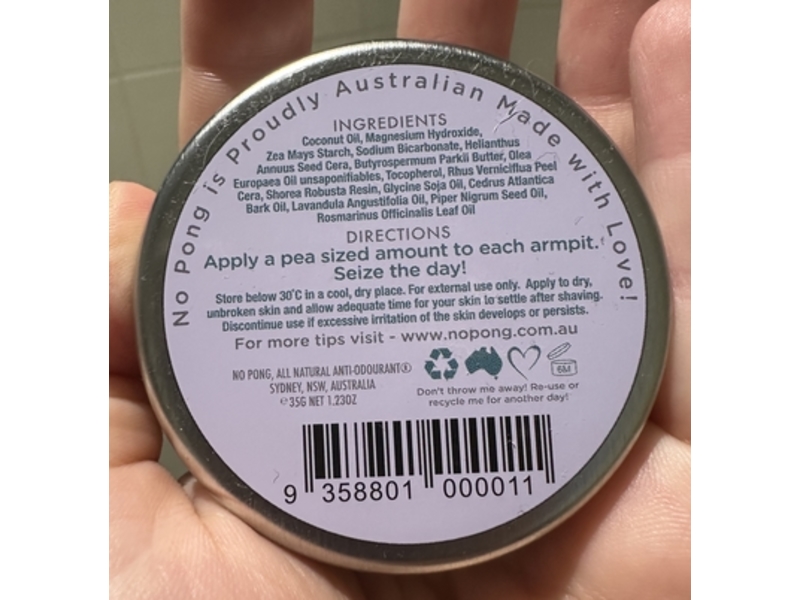 No Pong is Proudly Australian Made with Love!
INGREDIENTS
Coconut Oil, Magnesium Hydroxide,
Zea Mays Starch, Sodium Bicarbonate, Helianthus
Annuus Seed Cera, Butyrospermum Parkii Butter, Olea
Europaea Oil unsaponifiables, Tocopherol, Rhus Verniciflua Peel
Cera, Shorea Robusta Resin, Glycine Soja Oil, Cedrus Atlantica
Bark Oil, Lavandula Angustifolia Oil, Piper Nigrum Seed Oil,
Rosmarinus Officinalis Leaf Oil
DIRECTIONS
Apply a pea sized amount to each armpit.
Seize the day!
Store below 30°C in a cool, dry place. For external use only. Apply to dry,
unbroken skin and allow adequate time for your skin to settle after shaving.
Discontinue use if excessive irritation of the skin develops or persists.
For more tips visit - www.nopong.com.au
NO PONG, ALL NATURAL ANTI-ODOURANT®
SYDNEY, NSW, AUSTRALIA
℮35G NET 1.23OZ
6M
Don't throw me away! Re-use or
recycle me for another day!
9 358801 000011